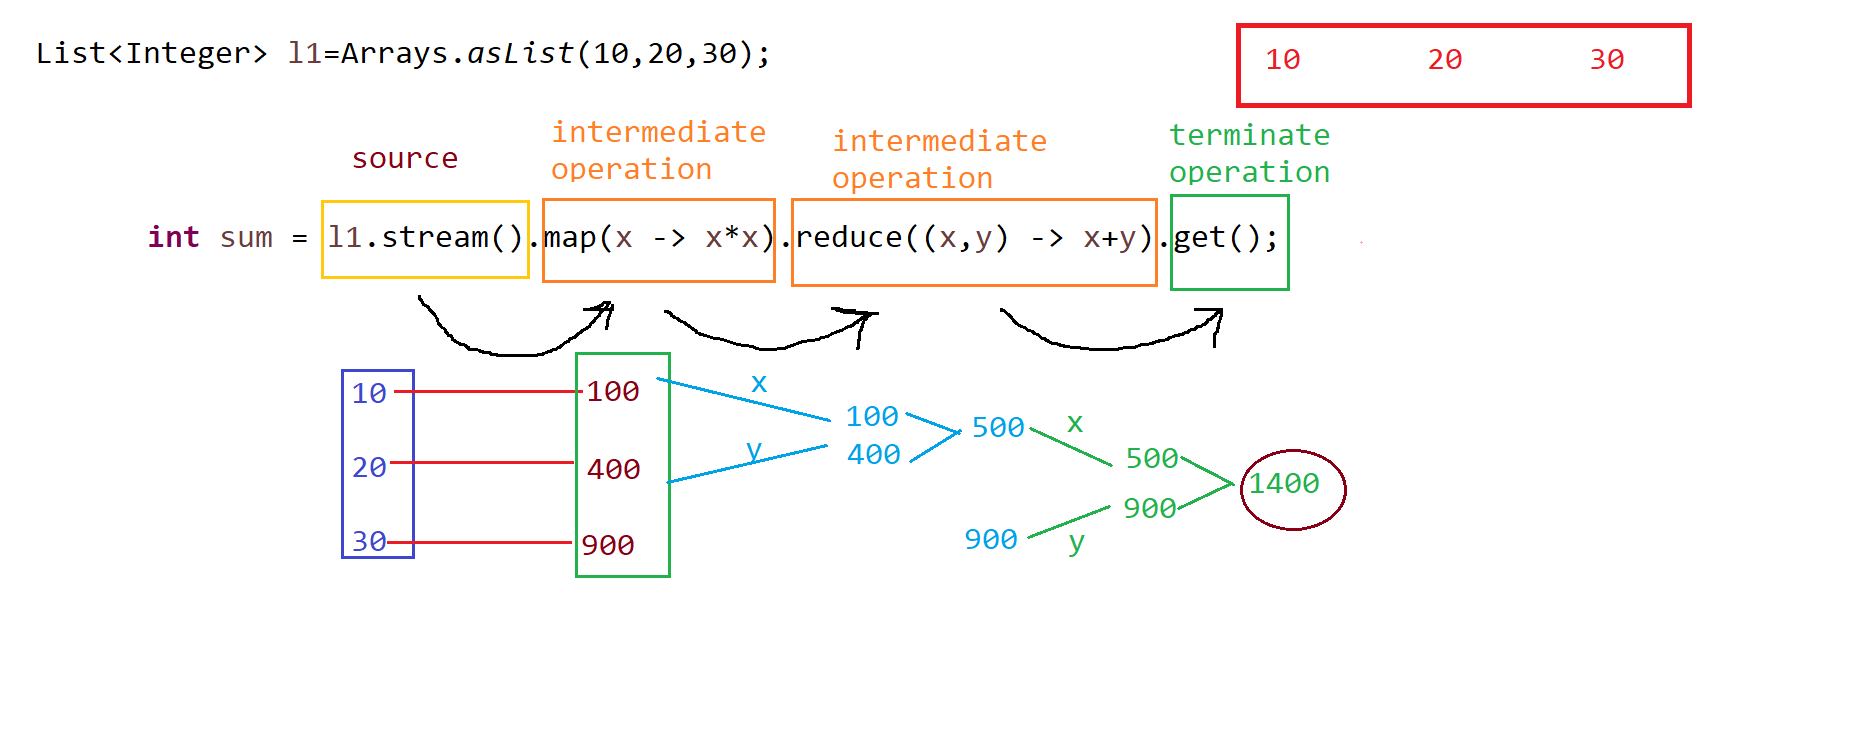 List<Integer> l1=Arrays.asList(10,20,30);
10 20 30
source
intermediate
operation
intermediate
operation
terminate
operation
int sum = l1.stream().map(x -> x*x).reduce((x,y) -> x+y).get();
10
20
30
100
400
900
x
y
100
400
500
900
x
y
500
900
1400